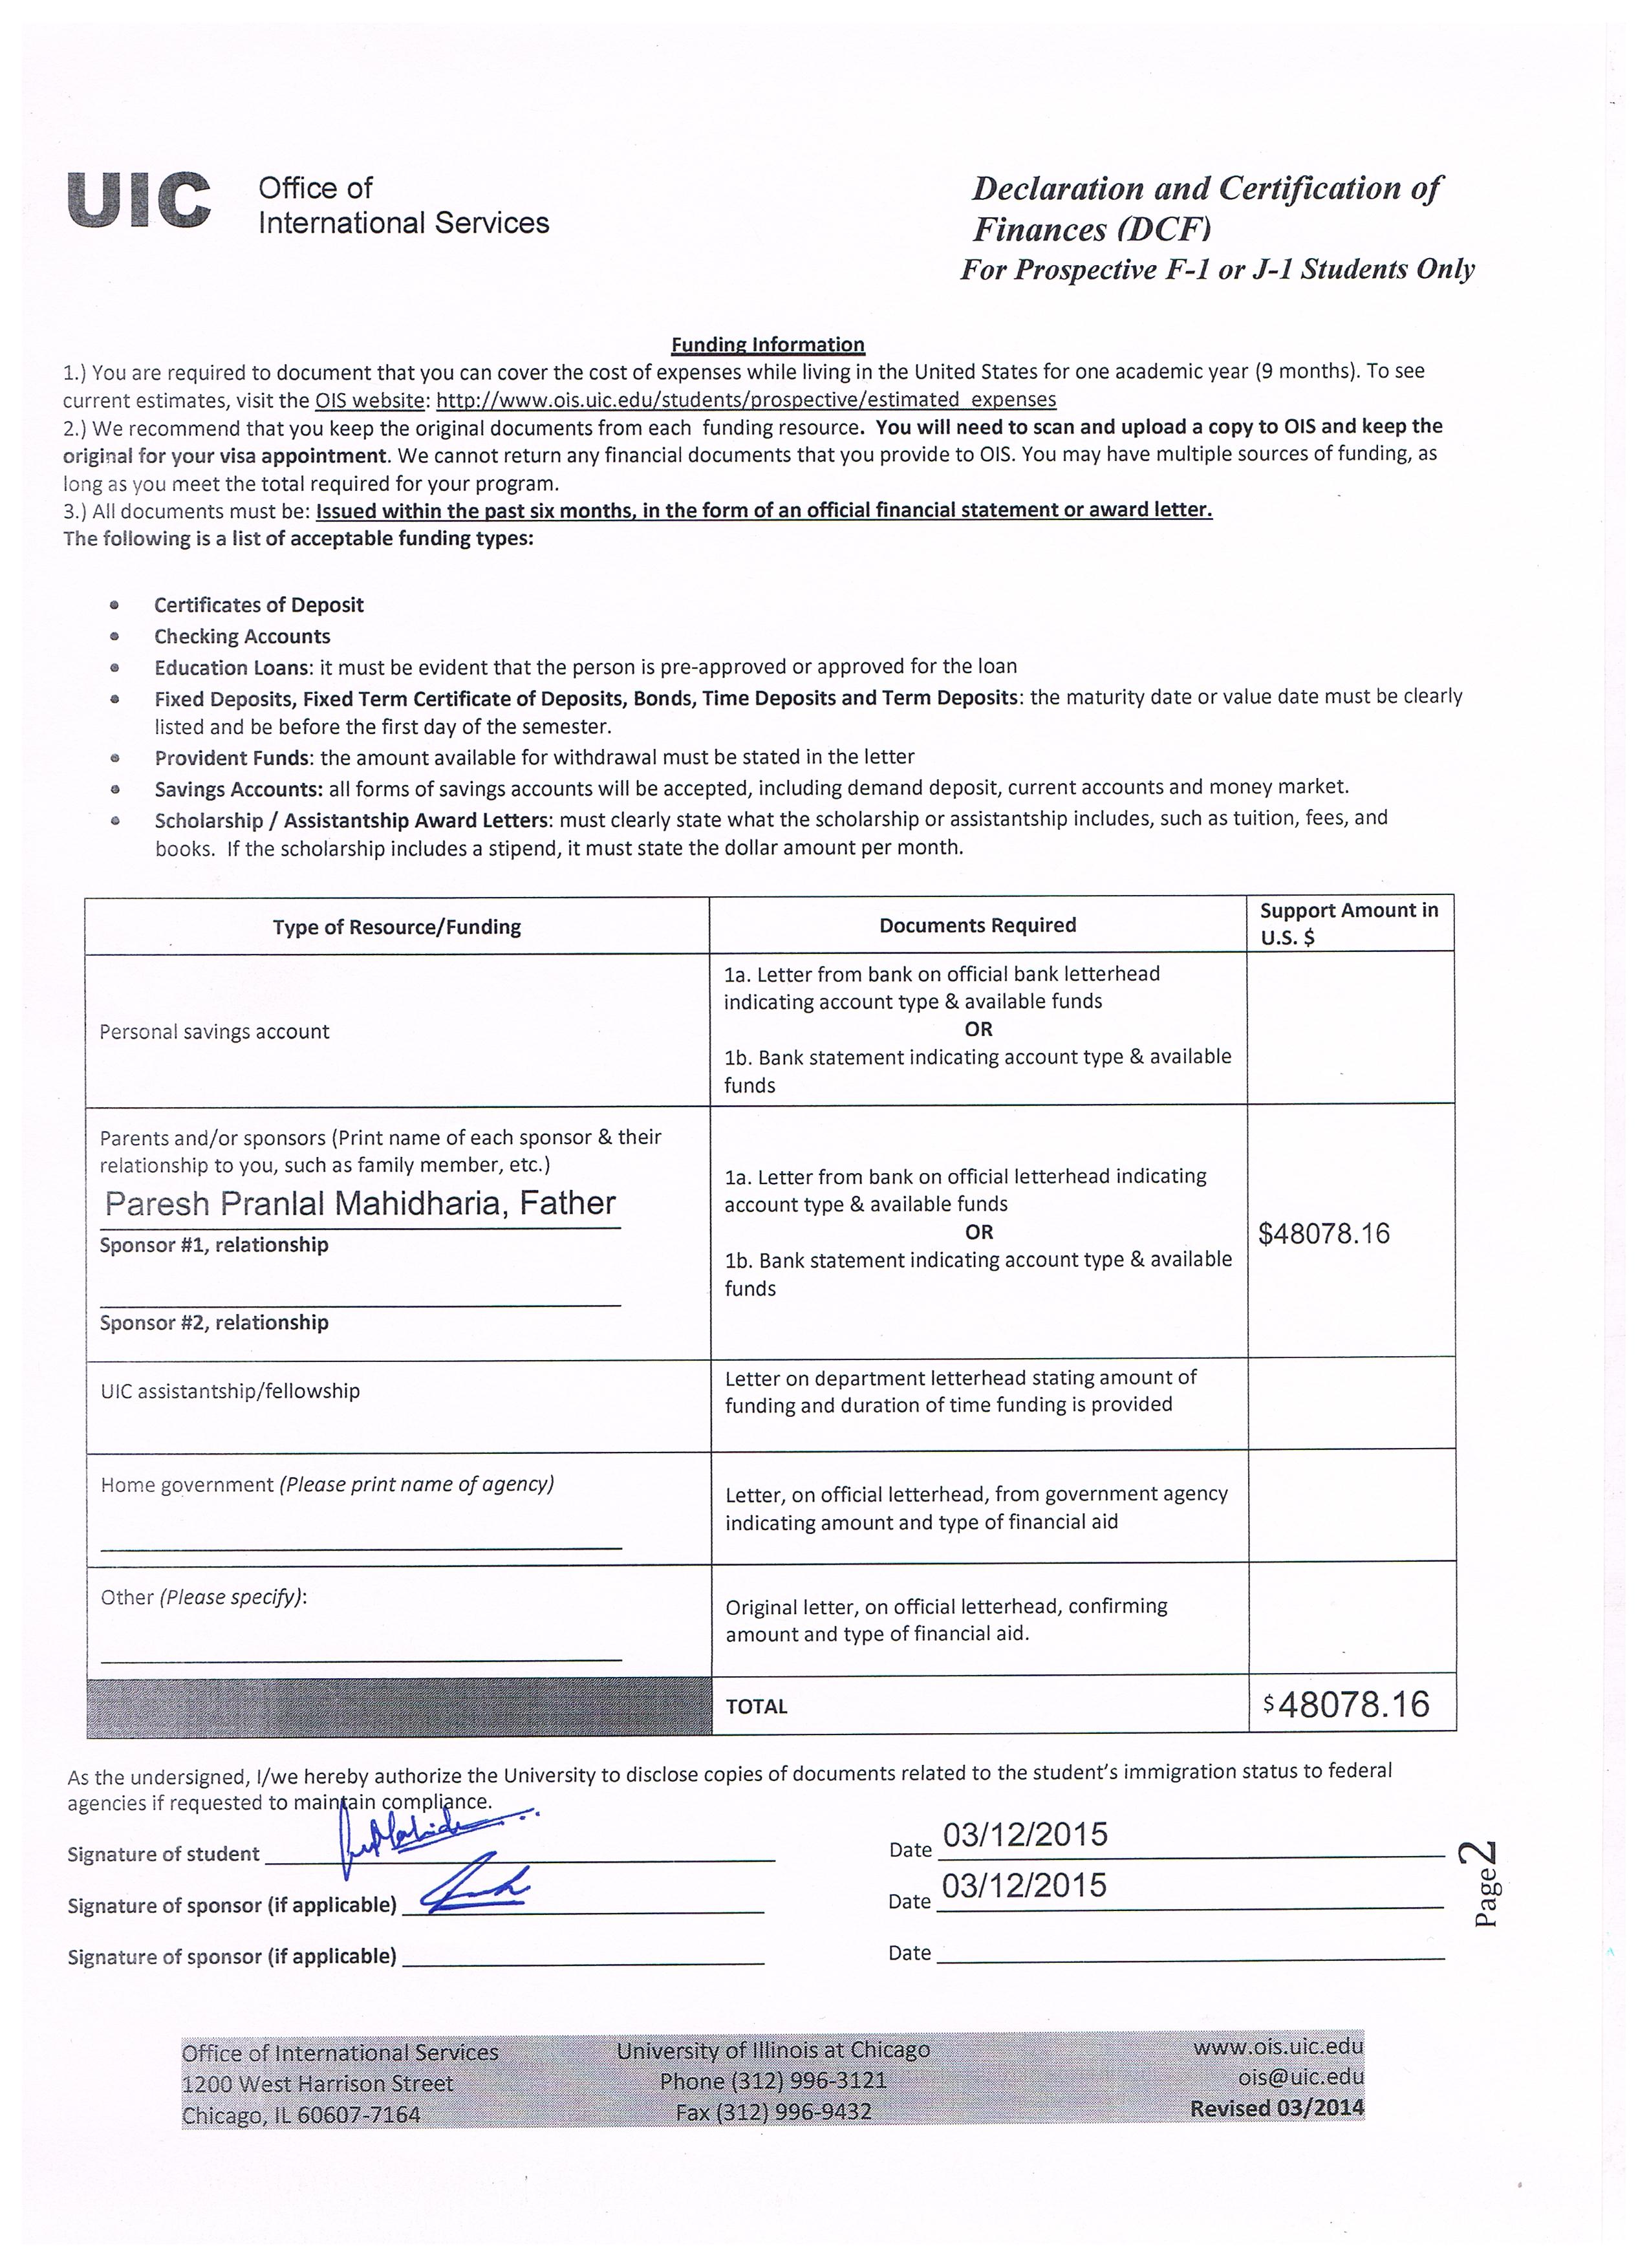 UIC
Office of
International Services
Declaration and Certification of
Finances (DCF)
For Prospective F-1 or J-1 Students Only
Funding Information
1.) You are required to document that you can cover the cost of expenses while living in the United States for one academic year (9 months). To see
current estimates, visit the OIS website: http://www.ois.uic.edu/students/prospective/estimated_expenses
2.) We recommend that you keep the original documents from each funding resource. You will need to scan and upload a copy to OIS and keep the
original for your visa appointment. We cannot return any financial documents that you provide to OIS. You may have multiple sources of funding, as
long as you meet the total required for your program.
3.) All documents must be: Issued within the past six months, in the form of an official financial statement or award letter.
The following is a list of acceptable funding types:
• Certificates of Deposit
• Checking Accounts
• Education Loans: it must be evident that the person is pre-approved or approved for the loan
• Fixed Deposits, Fixed Term Certificate of Deposits, Bonds, Time Deposits and Term Deposits: the maturity date or value date must be clearly
listed and be before the first day of the semester.
• Provident Funds: the amount available for withdrawal must be stated in the letter
• Savings Accounts: all forms of savings accounts will be accepted, including demand deposit, current accounts and money market.
• Scholarship / Assistantship Award Letters: must clearly state what the scholarship or assistantship includes, such as tuition, fees, and
books. If the scholarship includes a stipend, it must state the dollar amount per month.
Type of Resource/Funding
Documents Required
Support Amount in
U.S. $
Personal savings account
1a. Letter from bank on official bank letterhead
indicating account type & available funds
OR
1b. Bank statement indicating account type & available
funds
Parents and/or sponsors (Print name of each sponsor & their
relationship to you, such as family member, etc.)
Paresh Pranlal Mahidharia, Father
Sponsor #1, relationship
Sponsor #2, relationship
1a. Letter from bank on official letterhead indicating
account type & available funds
OR
1b. Bank statement indicating account type & available
funds
$48078.16
UIC assistantship/fellowship
Letter on department letterhead stating amount of
funding and duration of time funding is provided
Home government (Please print name of agency)
Letter, on official letterhead, from government agency
indicating amount and type of financial aid
Other (Please specify):
Original letter, on official letterhead, confirming
amount and type of financial aid.
TOTAL
$48078.16
As the undersigned, I/we hereby authorize the University to disclose copies of documents related to the student's immigration status to federal
agencies if requested to maintain compliance.
Signature of student
Date 03/12/2015
Signature of sponsor (if applicable)
Date 03/12/2015
Signature of sponsor (if applicable)
Date
Page 2
Office of International Services
1200 West Harrison Street
Chicago, IL 60607-7164
University of Illinois at Chicago
Phone (312) 996-3121
Fax (312) 996-9432
www.ois.uic.edu
ois@uic.edu
Revised 03/2014